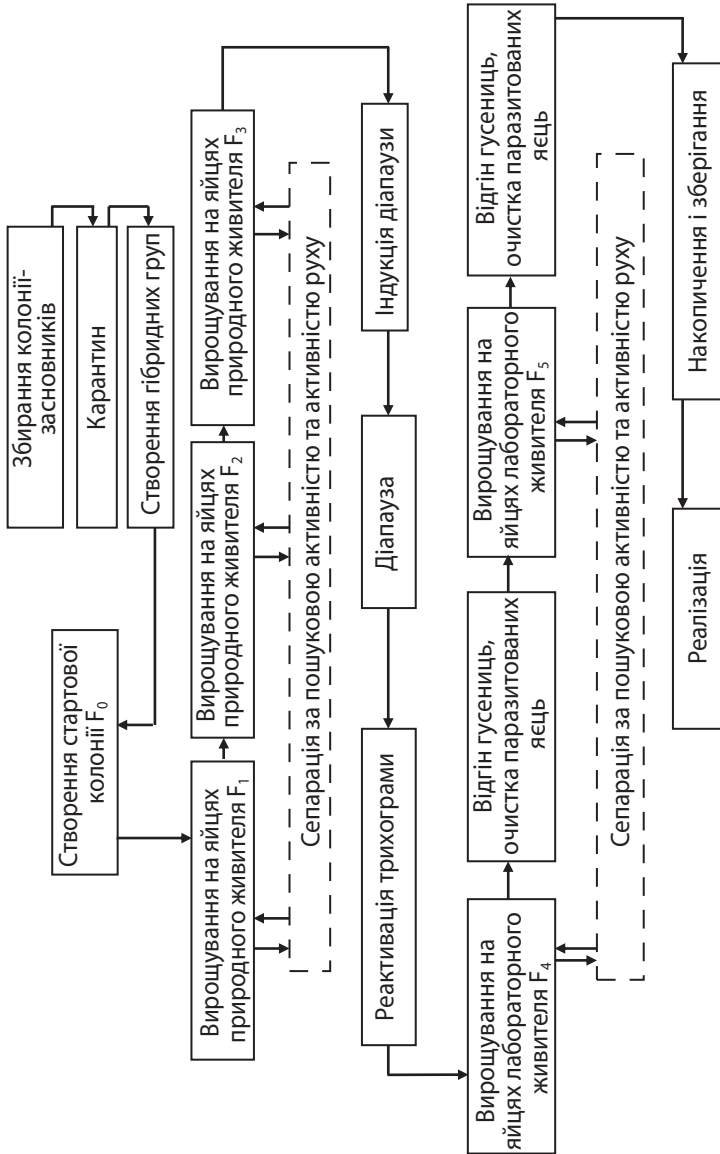 Збирання колонії-
засновників
Карантин
Створення гібридних груп
Створення стартової
колонії F₀
Вирощування на яйцях
природного живителя F₁
Вирощування на яйцях
природного живителя F₂
Вирощування на яйцях
природного живителя F₃
Сепарація за пошуковою активністю та активністю руху
Індукція діапаузи
Діапауза
Реактивація трихограми
Вирощування на
яйцях лабораторного
живителя F₄
Відгін гусениць,
очистка паразитованих
яєць
Вирощування на
яйцях лабораторного
живителя F₅
Відгін гусениць,
очистка паразитованих
яєць
Сепарація за пошуковою активністю та активністю руху
Накопичення і зберігання
Реалізація